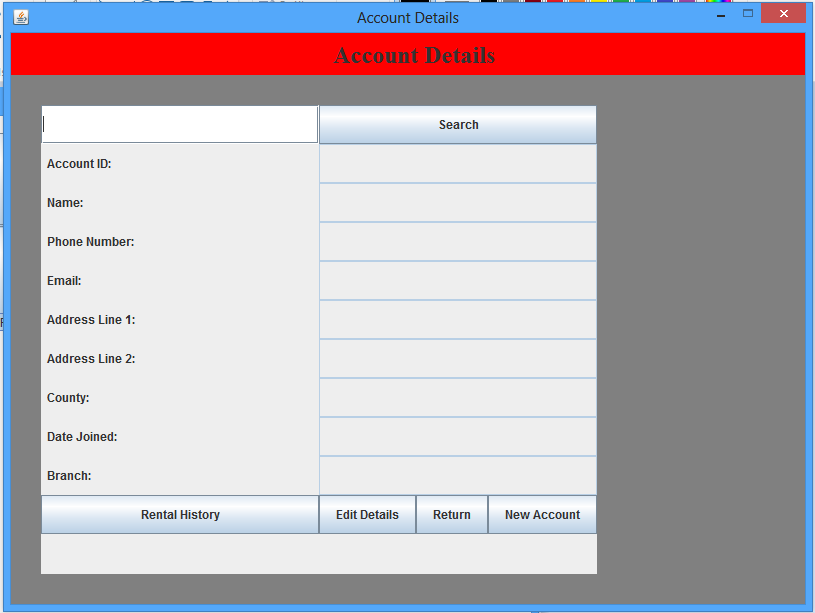 Account Details
Account Details
Search
Account ID:
Name:
Phone Number:
Email:
Address Line 1:
Address Line 2:
County:
Date Joined:
Branch:
Rental History Edit Details Return New Account